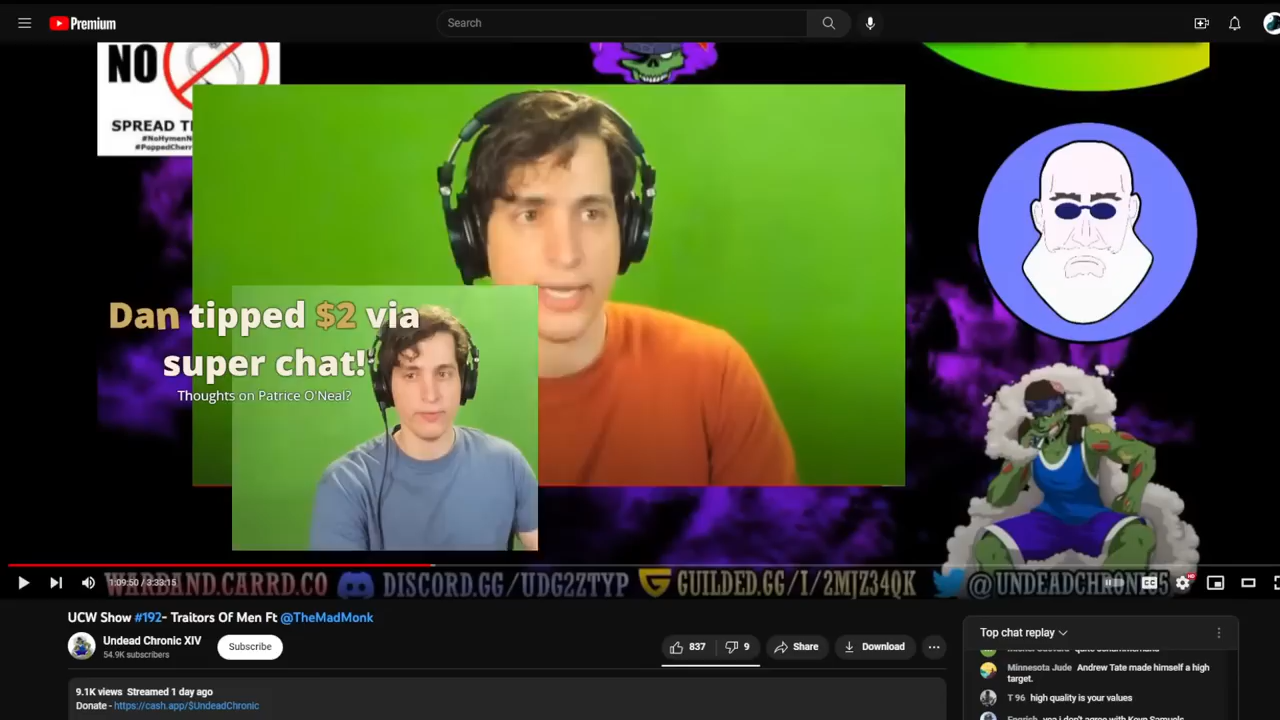 Premium
Search
NO
SPREAD
#NoHymenN
#PoppedCherr
Dan tipped $2 via
super chat!
Thoughts on Patrice O'Neal?
1:09:50 / 3:33:15
WARBAND.CARRD.CO
DISCORD.GG/UDG2ZTYP
GUILDED.GG/I/2MJZ34QK
@UNDEADCHRONIC5
UCW Show #192- Traitors Of Men Ft @TheMadMonk
Undead Chronic XIV
54.9K subscribers
Subscribe
837
9
Share
Download
9.1K views Streamed 1 day ago
Donate - https://cash.app/$UndeadChronic
Top chat replay
Minnesota Jude Andrew Tate made himself a high
target.
T 96 high quality is your values